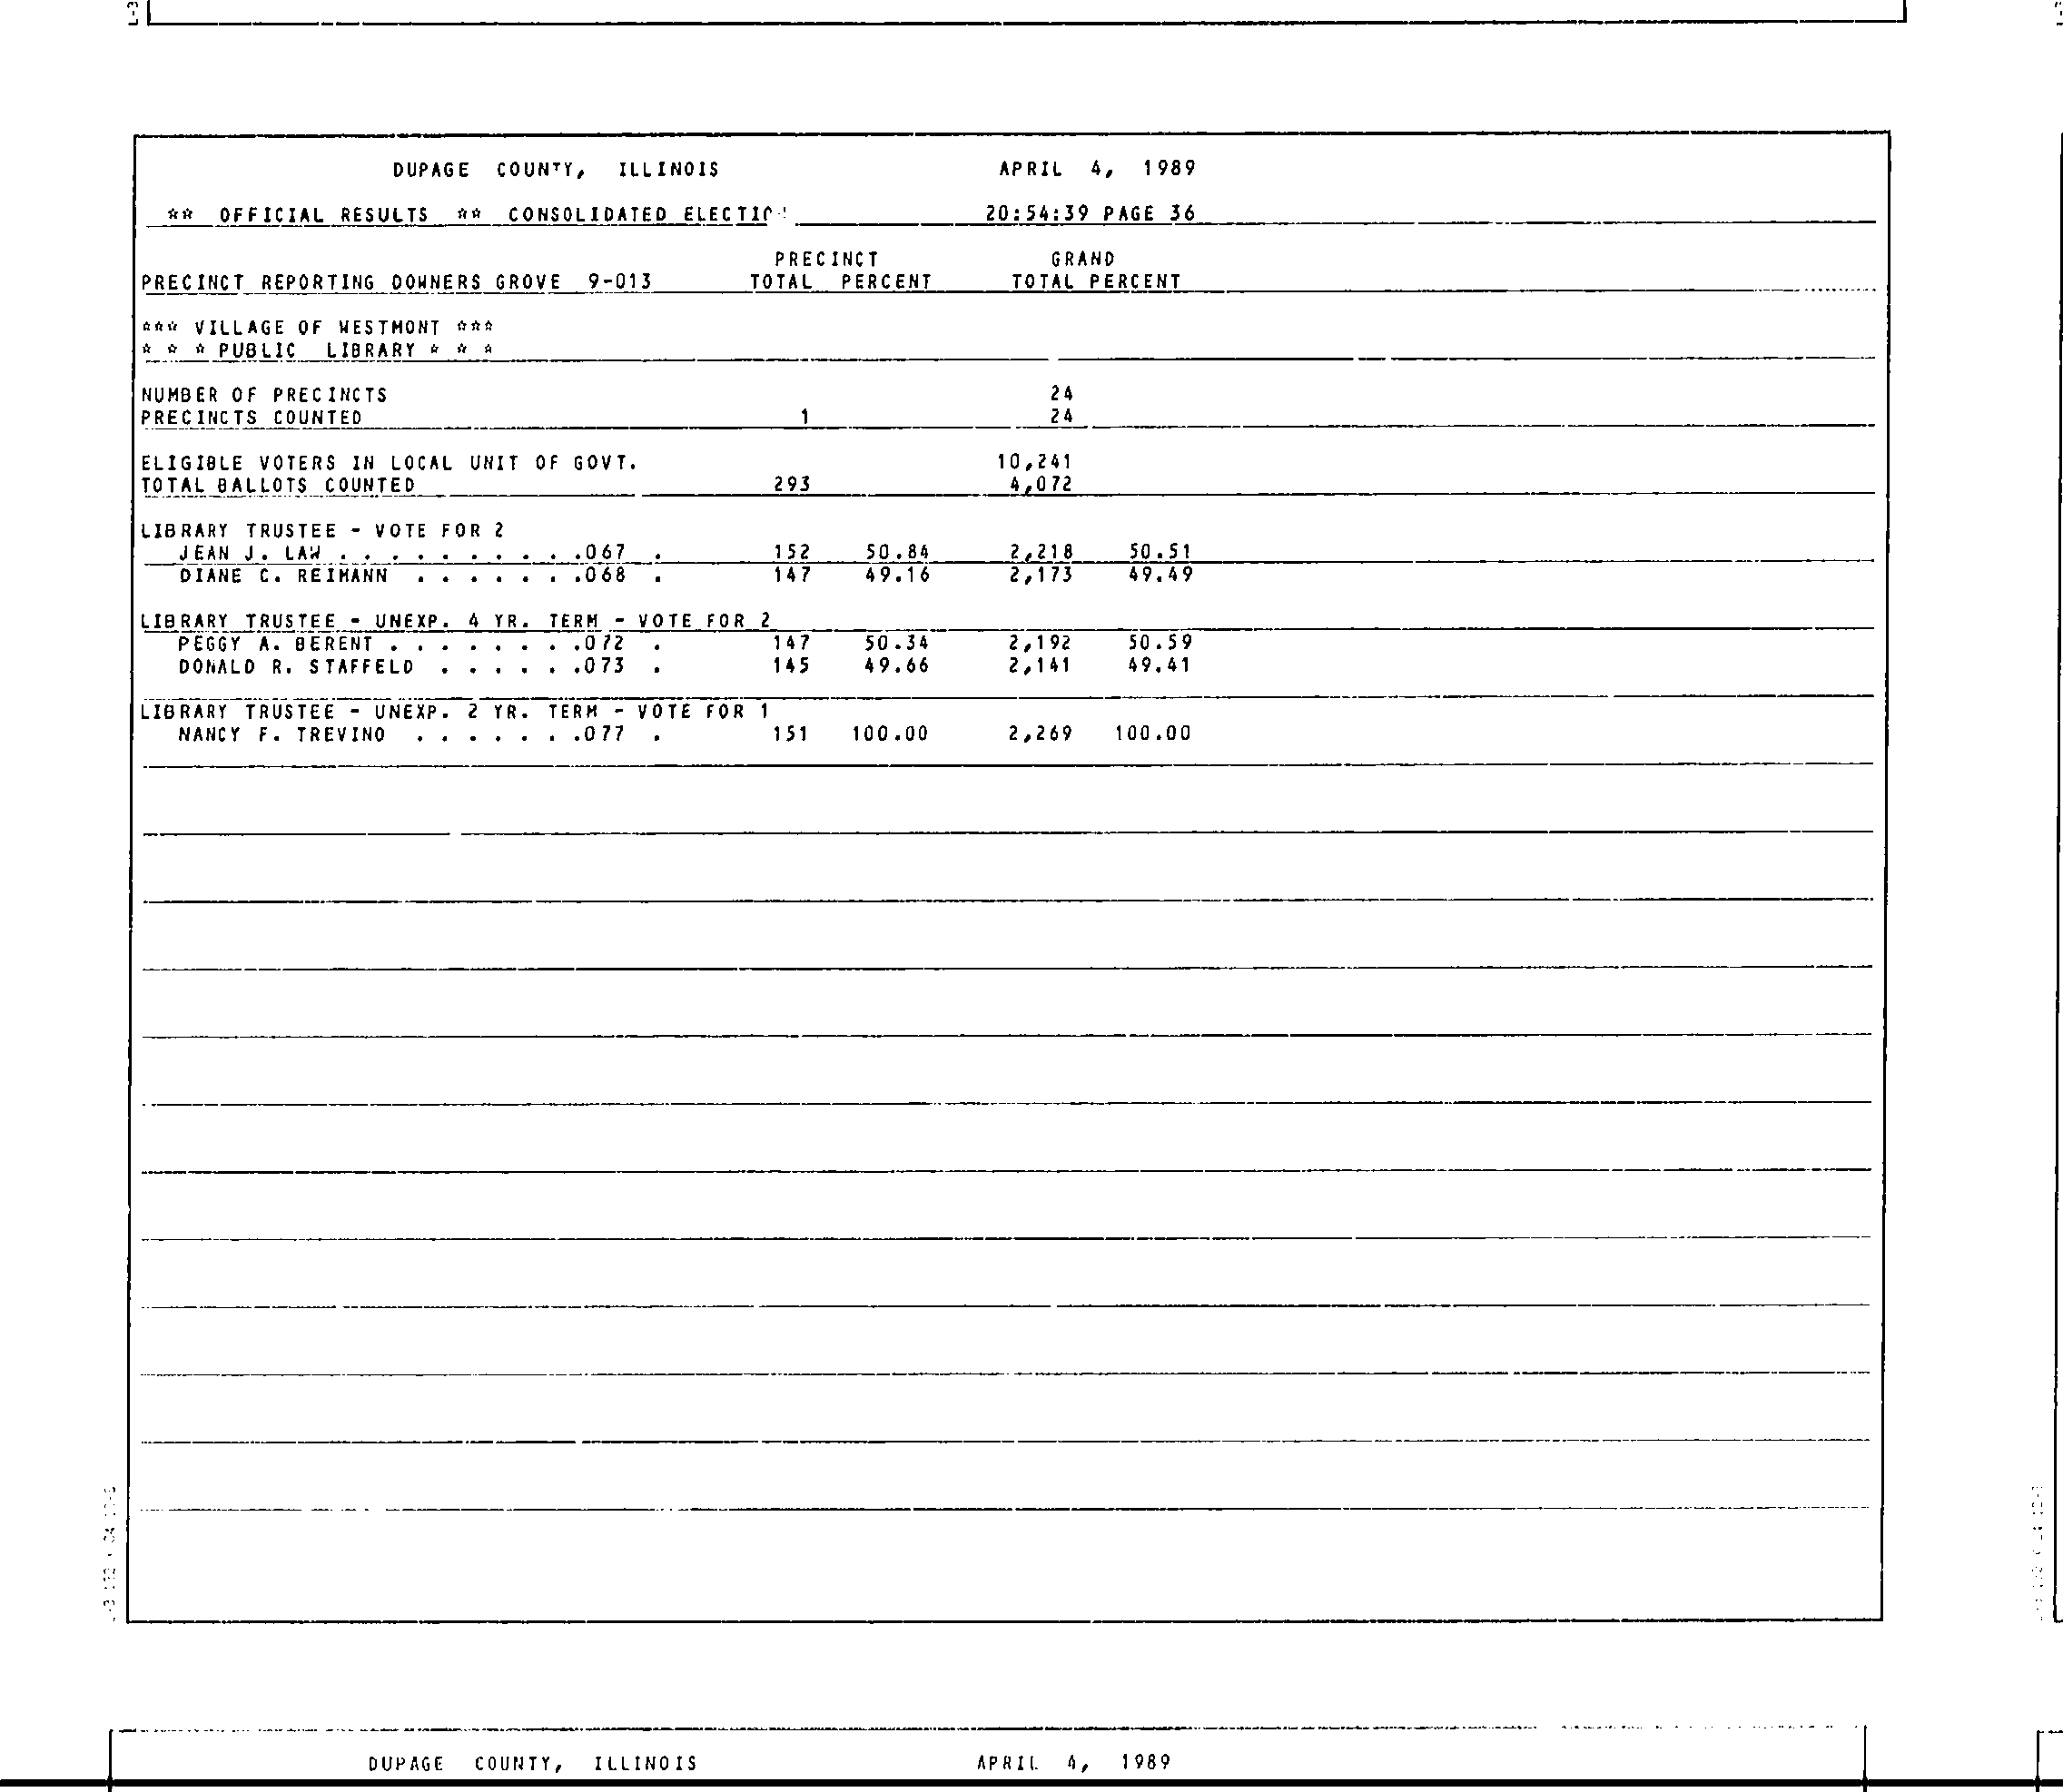 DUPAGE COUNTY, ILLINOIS APRIL 4, 1989
** OFFICIAL RESULTS ** CONSOLIDATED ELECTION 20:54:39 PAGE 36
PRECINCT GRAND
PRECINCT REPORTING DOWNERS GROVE 9-013 TOTAL PERCENT TOTAL PERCENT
*** VILLAGE OF WESTMONT ***
* * * PUBLIC LIBRARY * * *
NUMBER OF PRECINCTS 24
PRECINCTS COUNTED 1 24
ELIGIBLE VOTERS IN LOCAL UNIT OF GOVT. 10,241
TOTAL BALLOTS COUNTED 293 4,072
LIBRARY TRUSTEE - VOTE FOR 2
JEAN J. LAW . . . . . . . . . .067 . 152 50.84 2,218 50.51
DIANE C. REIMANN . . . . . . .068 . 147 49.16 2,173 49.49
LIBRARY TRUSTEE - UNEXP. 4 YR. TERM - VOTE FOR 2
PEGGY A. BERENT . . . . . . . .072 . 147 50.34 2,192 50.59
DONALD R. STAFFELD . . . . . .073 . 145 49.66 2,141 49.41
LIBRARY TRUSTEE - UNEXP. 2 YR. TERM - VOTE FOR 1
NANCY F. TREVINO . . . . . . .077 . 151 100.00 2,269 100.00
DUPAGE COUNTY, ILLINOIS APRIL 4, 1989